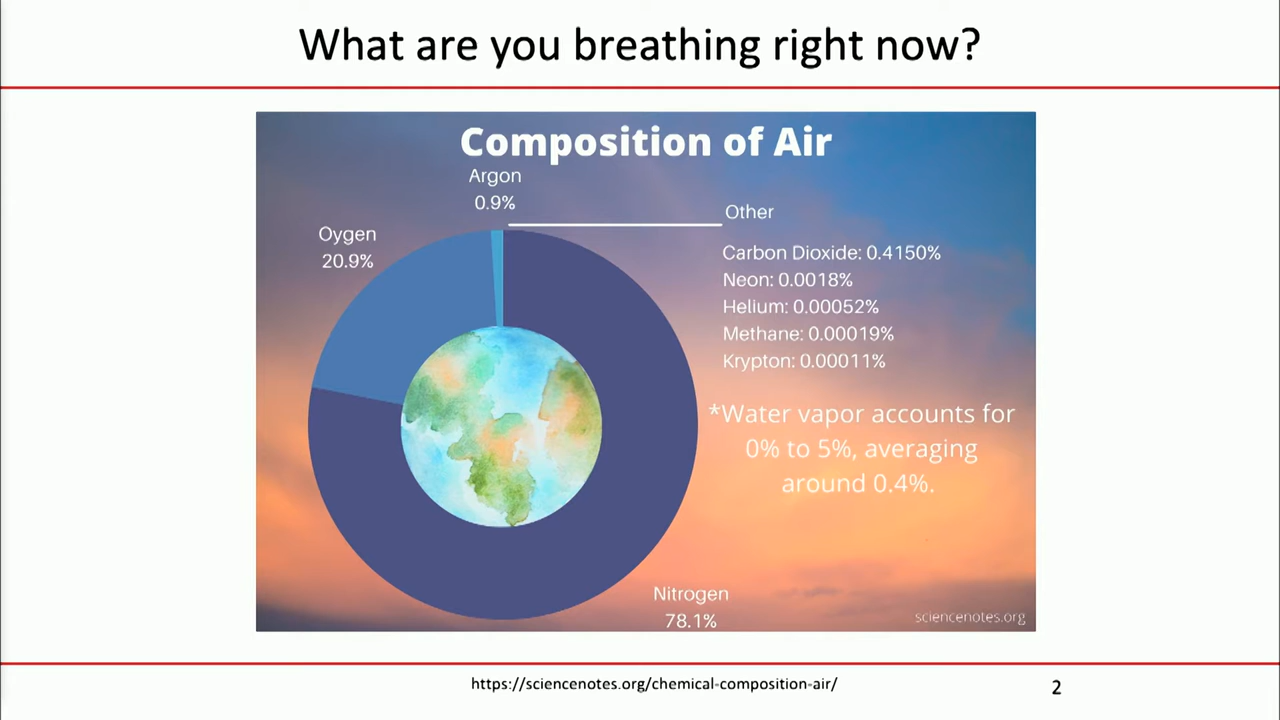 What are you breathing right now?
Composition of Air
Argon
0.9%
Other
Oygen
20.9%
Carbon Dioxide: 0.4150%
Neon: 0.0018%
Helium: 0.00052%
Methane: 0.00019%
Krypton: 0.00011%
*Water vapor accounts for
0% to 5%, averaging
around 0.4%.
Nitrogen
78.1%
sciencenotes.org
https://sciencenotes.org/chemical-composition-air/
2